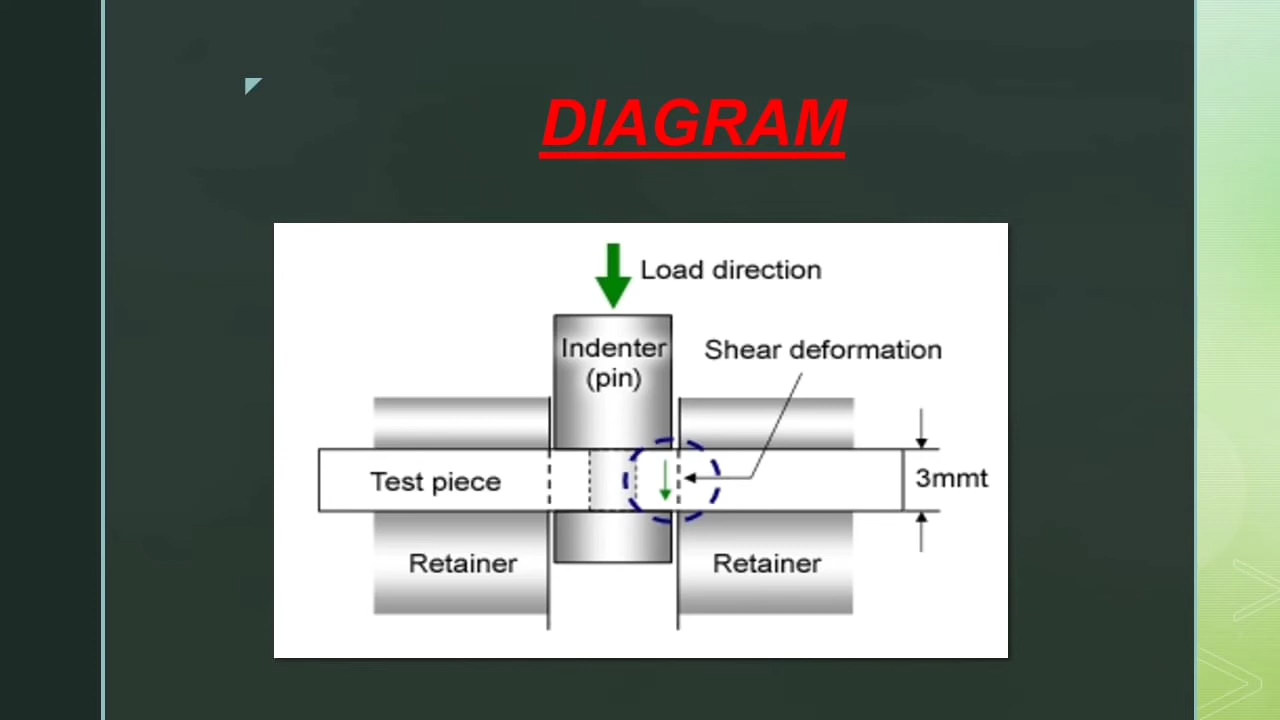 DIAGRAM
Load direction
Indenter
(pin)
Shear deformation
Test piece
3mmt
Retainer
Retainer